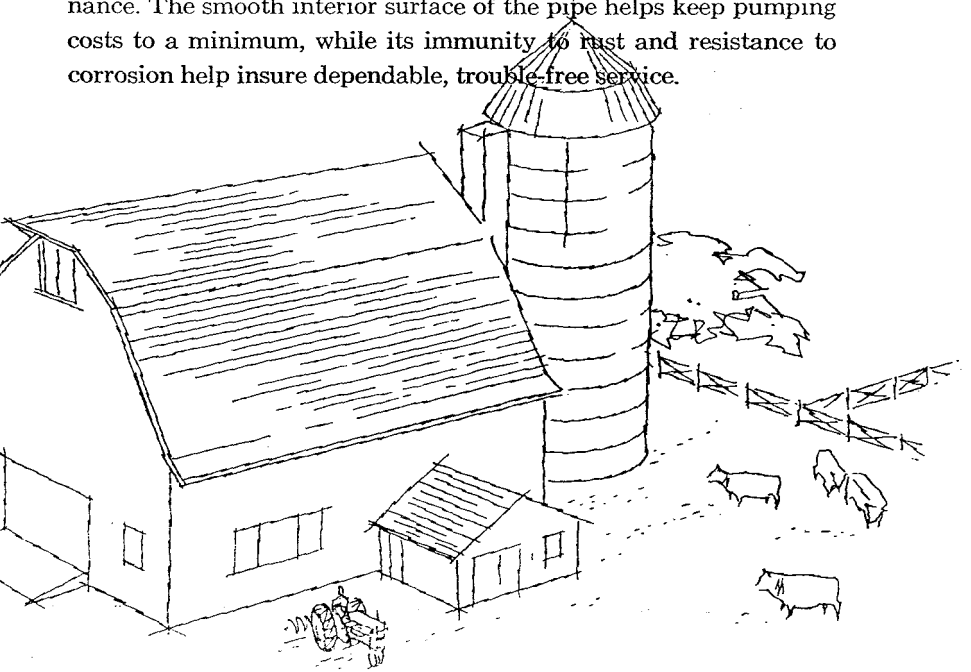 nance. The smooth interior surface of the pipe helps keep pumping
costs to a minimum, while its immunity to rust and resistance to
corrosion help insure dependable, trouble-free service.